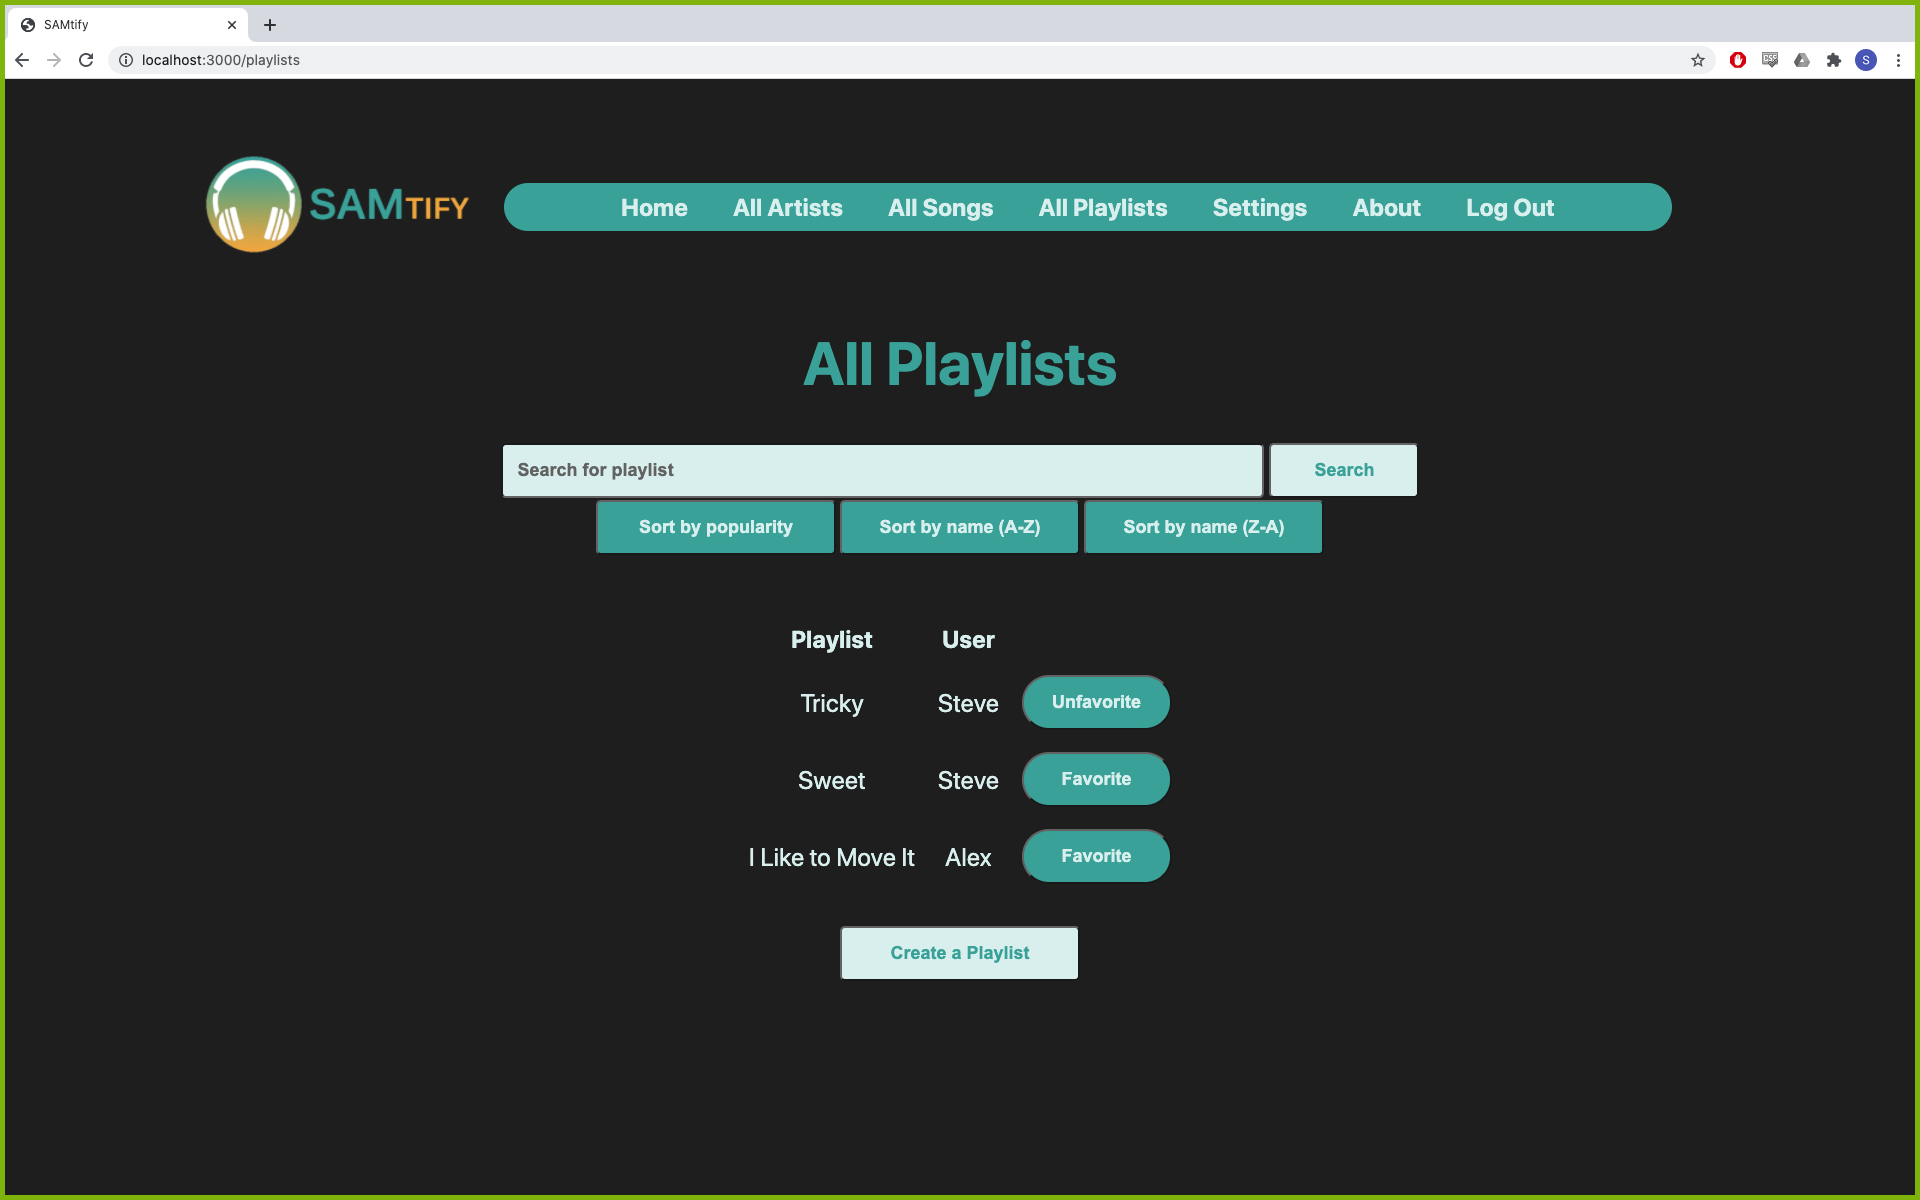 SAMtify
localhost:3000/playlists
S
SAMTIFY
Home All Artists All Songs All Playlists Settings About Log Out
All Playlists
Search for playlist Search
Sort by popularity Sort by name (A-Z) Sort by name (Z-A)
Playlist User
Tricky Steve Unfavorite
Sweet Steve Favorite
I Like to Move It Alex Favorite
Create a Playlist